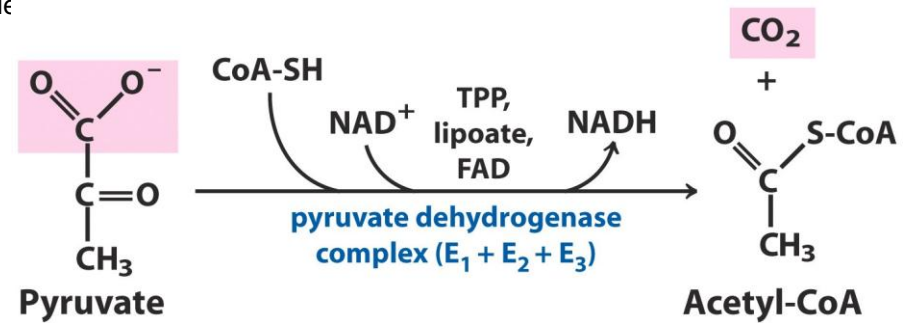 CO₂
+
O O⁻
C
C=O
CH₃
Pyruvate
CoA-SH
NAD⁺
TPP,
lipoate,
FAD
NADH
pyruvate dehydrogenase
complex (E₁ + E₂ + E₃)
O S-CoA
C
CH₃
Acetyl-CoA